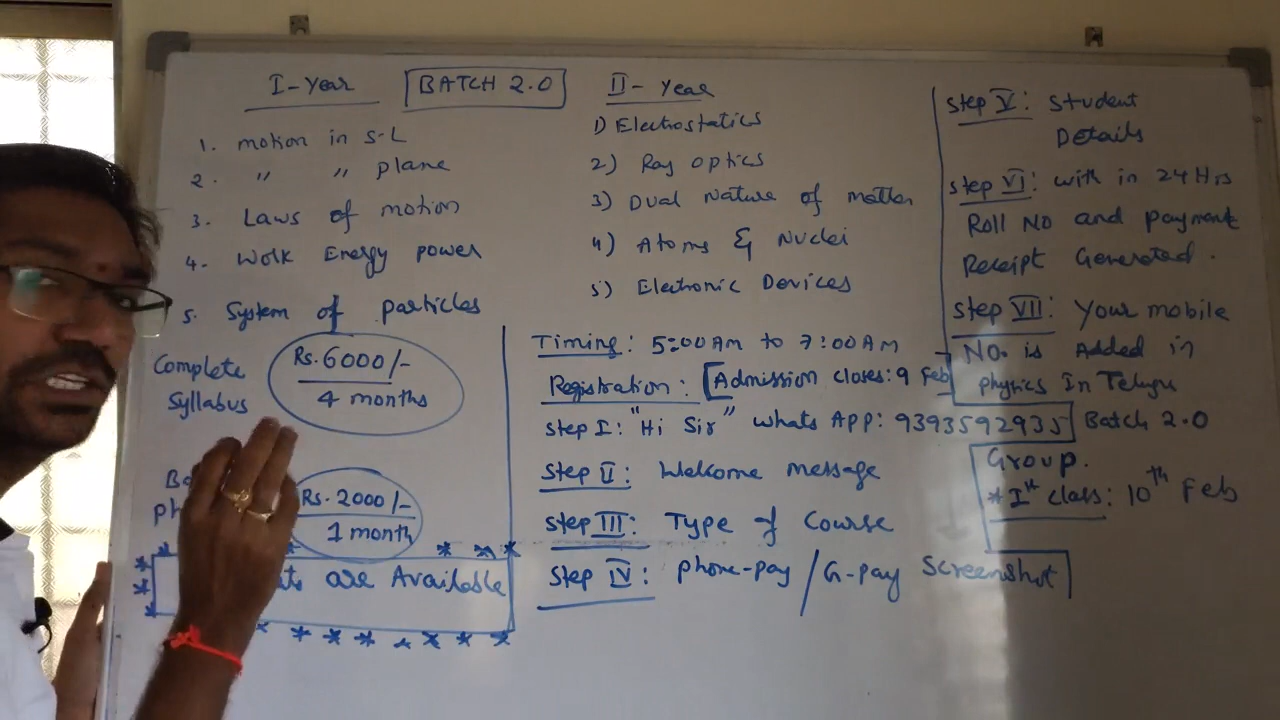 I-Year
BATCH 2.0
1. motion in S-L
2. " " plane
3. Laws of motion
4. Work Energy power
5. System of particles
Complete Syllabus
Rs.6000/-
4 months
Rs.2000/-
1 month
are Available
II-Year
1) Electrostatics
2) Ray optics
3) Dual Nature of matter
4) Atoms & Nuclei
5) Electronic Devices
Timing: 5:00 Am to 7:00 AM
Registration: [Admission closes: 9 Feb]
Step I: "Hi Sir" whats App: 9393592935
Step II: Welcome message
Step III: Type of Course
Step IV: phone-pay / G-pay Screenshot
Step V: Student
Details
Step VI: with in 24 Hrs
Roll No and payment
Receipt Generated.
Step VII: Your mobile
No. is Added in
physics In Telugu
Batch 2.0
Group.
* Ist class: 10th Feb